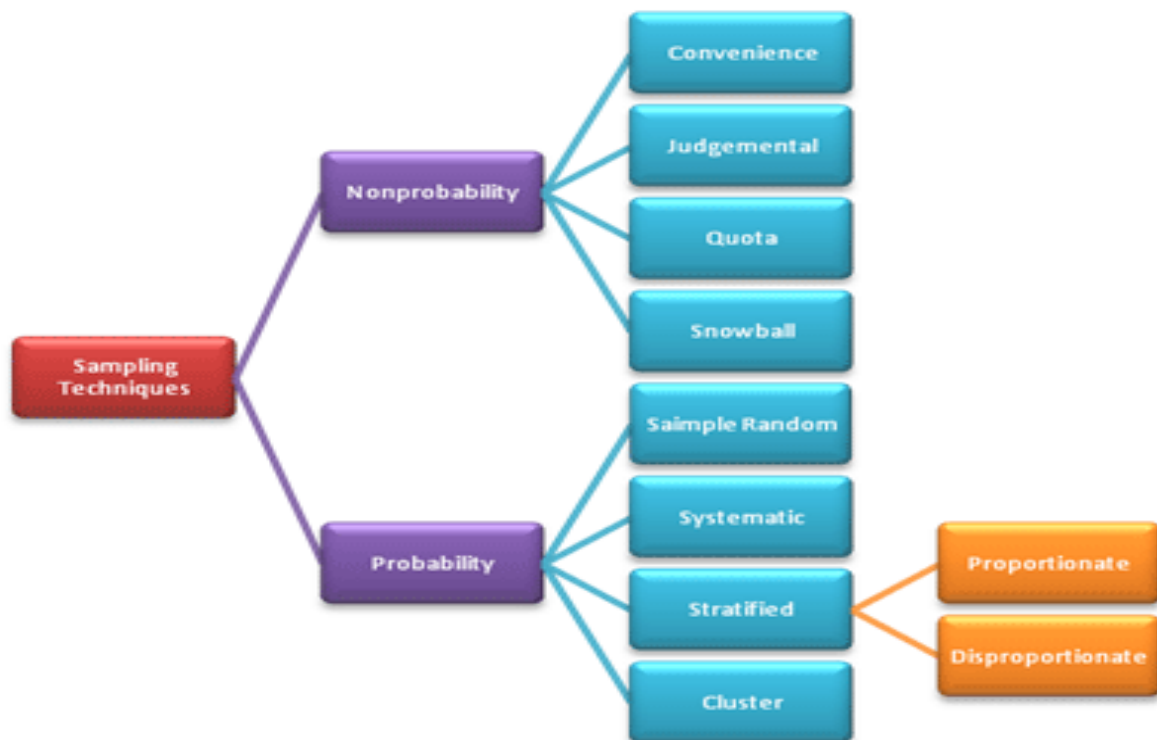 Convenience
Judgemental
Nonprobability
Quota
Snowball
Sampling
Techniques
Saimple Random
Systematic
Probability
Proportionate
Stratified
Disproportionate
Cluster